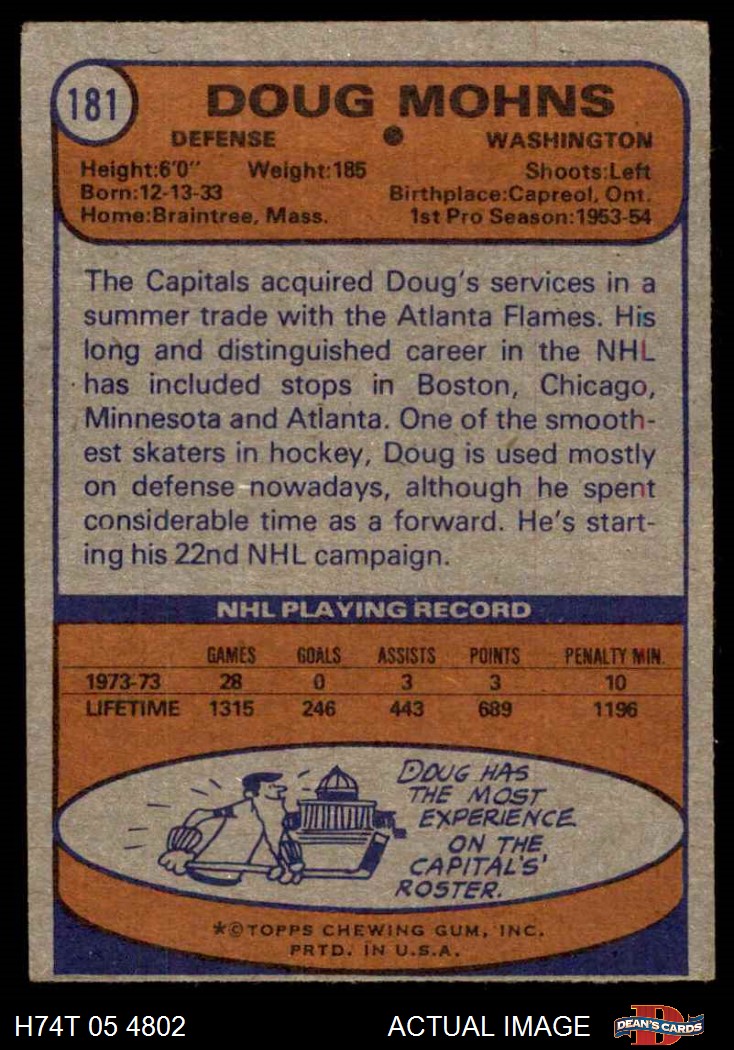 181
DOUG MOHNS
DEFENSE WASHINGTON
Height:6'0" Weight:185 Shoots:Left
Born:12-13-33 Birthplace:Capreol, Ont.
Home:Braintree, Mass. 1st Pro Season:1953-54
The Capitals acquired Doug's services in a
summer trade with the Atlanta Flames. His
long and distinguished career in the NHL
has included stops in Boston, Chicago,
Minnesota and Atlanta. One of the smooth-
est skaters in hockey, Doug is used mostly
on defense nowadays, although he spent
considerable time as a forward. He's start-
ing his 22nd NHL campaign.
NHL PLAYING RECORD
GAMES GOALS ASSISTS POINTS PENALTY MIN.
1973-73 28 0 3 3 10
LIFETIME 1315 246 443 689 1196
DOUG HAS
THE MOST
EXPERIENCE
ON THE
CAPITAL'S'
ROSTER.
*©TOPPS CHEWING GUM, INC.
PRTD. IN U.S.A.
H74T 05 4802 ACTUAL IMAGE DEAN'S CARDS